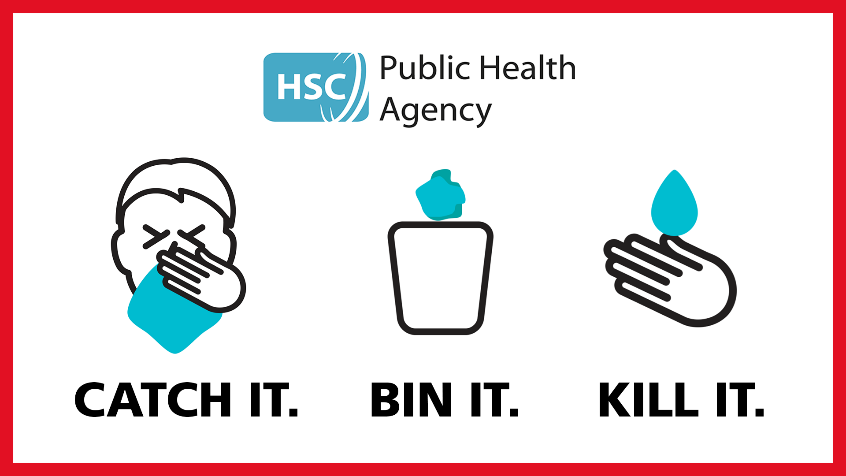 HSC
Public Health
Agency
CATCH IT.
BIN IT.
KILL IT.